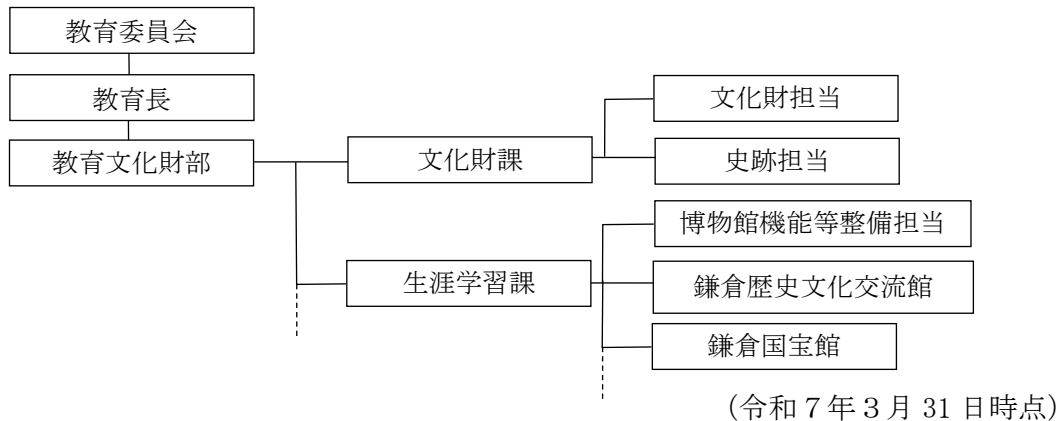 教育委員会
教育長
教育文化財部
文化財課
文化財担当
史跡担当
生涯学習課
博物館機能等整備担当
鎌倉歴史文化交流館
鎌倉国宝館
(令和７年３月 31 日時点)